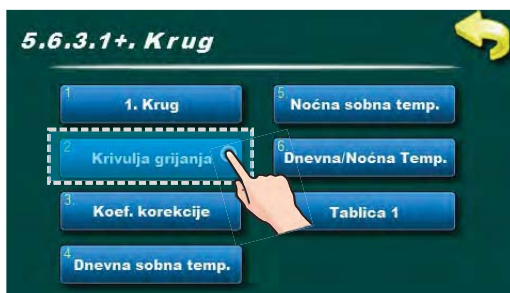 5.6.3.1+. Krug
1 1. Krug
2. Krivulja grijanja
3. Koef. korekcije
4 Dnevna sobna temp.
5 Noćna sobna temp.
6 Dnevna/Noćna Temp.
Tablica 1